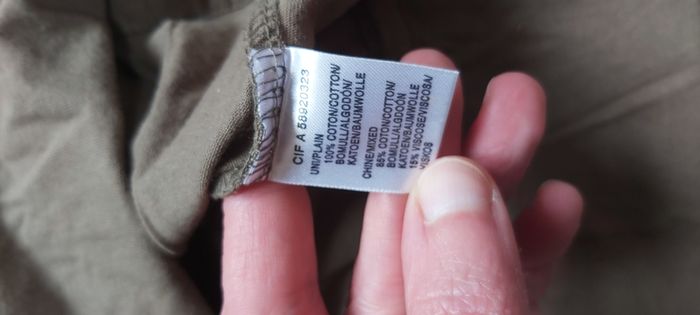 CIF A 58920323
UNI/PLAIN
100% COTON/COTTON/
BOMULL/ALGODÓN/
KATOEN/BAUMWOLLE
CHINE/MIXED
85% COTON/COTTON/
BOMULL/ALGODÓN
KATOEN/BAUMWOLLE
15% VISCOSE/VISCOSA/
VISKOS